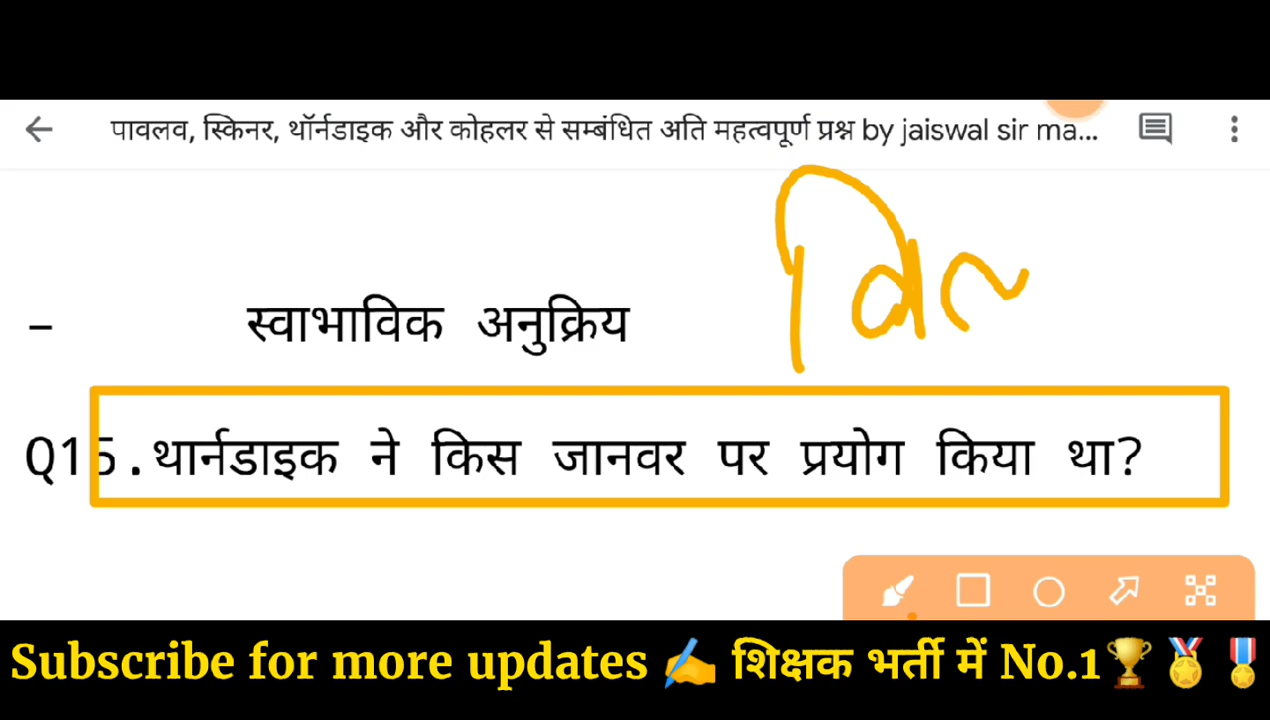 पावलव, स्किनर, थॉर्नडाइक और कोहलर से सम्बंधित अति महत्वपूर्ण प्रश्न by jaiswal sir ma...
– स्वाभाविक अनुक्रिय
Q15.थार्नडाइक ने किस जानवर पर प्रयोग किया था?
Subscribe for more updates ✍️ शिक्षक भर्ती में No.1🏆🥇🎖️